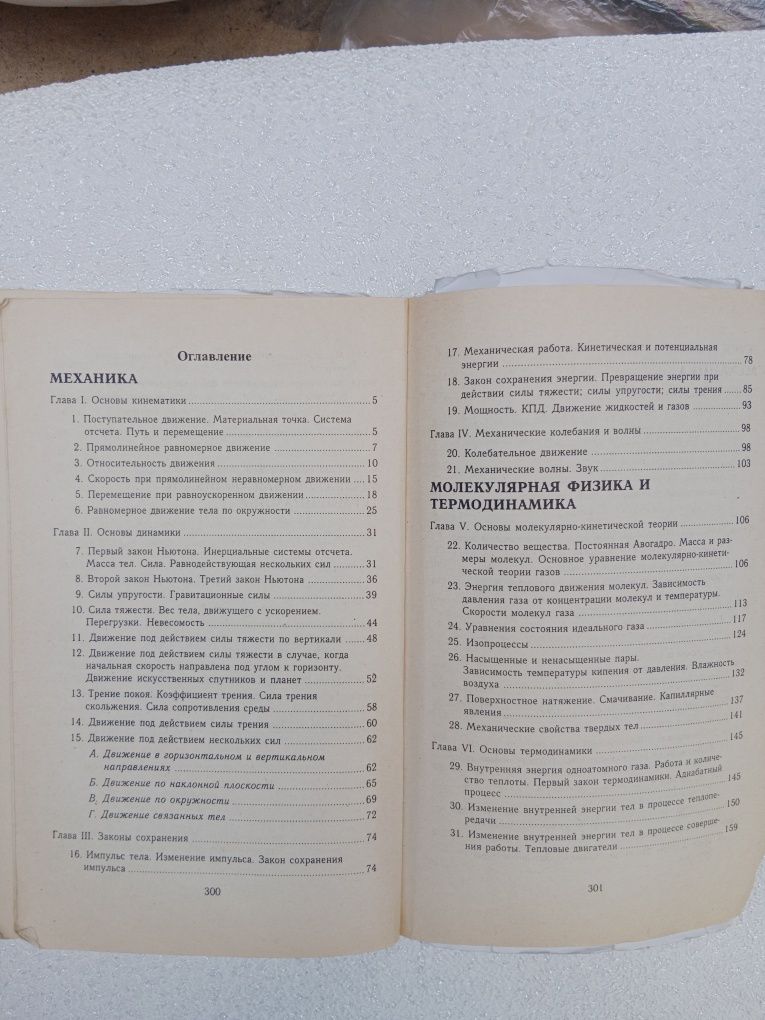 Оглавление
МЕХАНИКА
Глава I. Основы кинематики ..... 5
1. Поступательное движение. Материальная точка. Система
отсчета. Путь и перемещение ..... 5
2. Прямолинейное равномерное движение ..... 7
3. Относительность движения ..... 10
4. Скорость при прямолинейном неравномерном движении ..... 15
5. Перемещение при равноускоренном движении ..... 18
6. Равномерное движение тела по окружности ..... 25
Глава II. Основы динамики ..... 31
7. Первый закон Ньютона. Инерциальные системы отсчета.
Масса тел. Сила. Равнодействующая нескольких сил ..... 31
8. Второй закон Ньютона. Третий закон Ньютона ..... 36
9. Силы упругости. Гравитационные силы ..... 39
10. Сила тяжести. Вес тела, движущего с ускорением.
Перегрузки. Невесомость ..... 44
11. Движение под действием силы тяжести по вертикали ..... 48
12. Движение под действием силы тяжести в случае, когда
начальная скорость направлена под углом к горизонту.
Движение искусственных спутников и планет ..... 52
13. Трение покоя. Коэффициент трения. Сила трения
скольжения. Сила сопротивления среды ..... 58
14. Движение под действием силы трения ..... 60
15. Движение под действием нескольких сил ..... 62
А. Движение в горизонтальном и вертикальном
направлениях ..... 62
Б. Движение по наклонной плоскости ..... 65
В. Движение по окружности ..... 69
Г. Движение связанных тел ..... 72
Глава III. Законы сохранения ..... 74
16. Импульс тела. Изменение импульса. Закон сохранения
импульса ..... 74
300
17. Механическая работа. Кинетическая и потенциальная
энергии ..... 78
18. Закон сохранения энергии. Превращение энергии при
действии силы тяжести; силы упругости; силы трения ..... 85
19. Мощность. КПД. Движение жидкостей и газов ..... 93
Глава IV. Механические колебания и волны ..... 98
20. Колебательное движение ..... 98
21. Механические волны. Звук ..... 103
МОЛЕКУЛЯРНАЯ ФИЗИКА И
ТЕРМОДИНАМИКА
Глава V. Основы молекулярно-кинетической теории ..... 106
22. Количество вещества. Постоянная Авогадро. Масса и раз-
меры молекул. Основное уравнение молекулярно-кинети-
ческой теории газов ..... 106
23. Энергия теплового движения молекул. Зависимость
давления газа от концентрации молекул и температуры.
Скорости молекул газа ..... 113
24. Уравнения состояния идеального газа ..... 117
25. Изопроцессы ..... 124
26. Насыщенные и ненасыщенные пары.
Зависимость температуры кипения от давления. Влажность
воздуха ..... 132
27. Поверхностное натяжение. Смачивание. Капиллярные
явления ..... 137
28. Механические свойства твердых тел ..... 141
Глава VI. Основы термодинамики ..... 145
29. Внутренняя энергия одноатомного газа. Работа и количе-
ство теплоты. Первый закон термодинамики. Адиабатный
процесс ..... 145
30. Изменение внутренней энергии тел в процессе теплопе-
редачи ..... 150
31. Изменение внутренней энергии тел в процессе соверше-
ния работы. Тепловые двигатели ..... 159
301